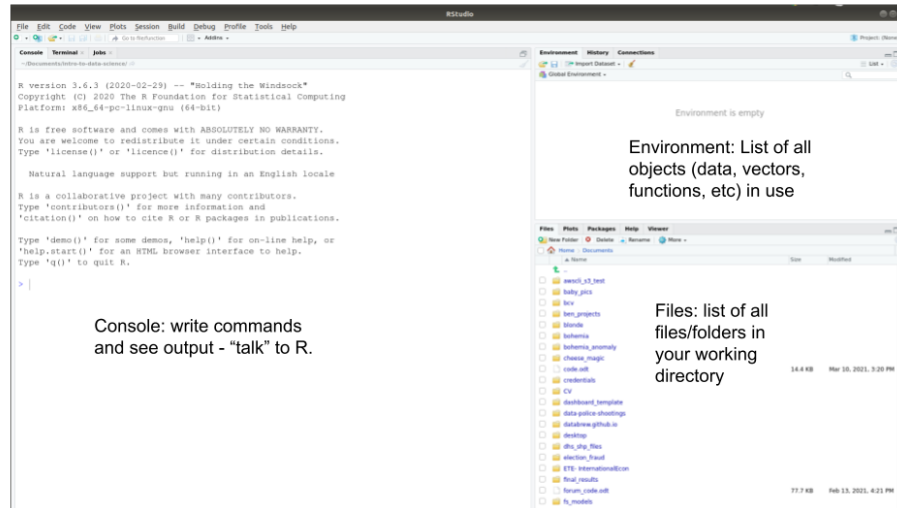 RStudio
File Edit Code View Plots Session Build Debug Profile Tools Help
Go to file/function Addins
Project: (None
Console Terminal Jobs
~/Documents/intro-to-data-science/
R version 3.6.3 (2020-02-29) -- "Holding the Windsock"
Copyright (C) 2020 The R Foundation for Statistical Computing
Platform: x86_64-pc-linux-gnu (64-bit)
R is free software and comes with ABSOLUTELY NO WARRANTY.
You are welcome to redistribute it under certain conditions.
Type 'license()' or 'licence()' for distribution details.
Natural language support but running in an English locale
R is a collaborative project with many contributors.
Type 'contributors()' for more information and
'citation()' on how to cite R or R packages in publications.
Type 'demo()' for some demos, 'help()' for on-line help, or
'help.start()' for an HTML browser interface to help.
Type 'q()' to quit R.
>
Console: write commands
and see output - “talk” to R.
Environment History Connections
Import Dataset List
Global Environment
Environment is empty
Environment: List of all
objects (data, vectors,
functions, etc) in use
Files Plots Packages Help Viewer
New Folder Delete Rename More
Home Documents
Name Size Modified
..
awscli_s3_test
baby_pics
bcv
ben_projects
blonde
bohemia
bohemia_anomaly
cheese_magic
code.odt 14.4 KB Mar 10, 2021, 3:20 PM
credentials
CV
dashboard_template
data-police-shootings
databrew.github.io
desktop
dhs_shp_files
election_fraud
ETE- InternationalEcon
final_results
forum_code.odt 77.7 KB Feb 13, 2021, 4:21 PM
fs_models
Files: list of all
files/folders in
your working
directory